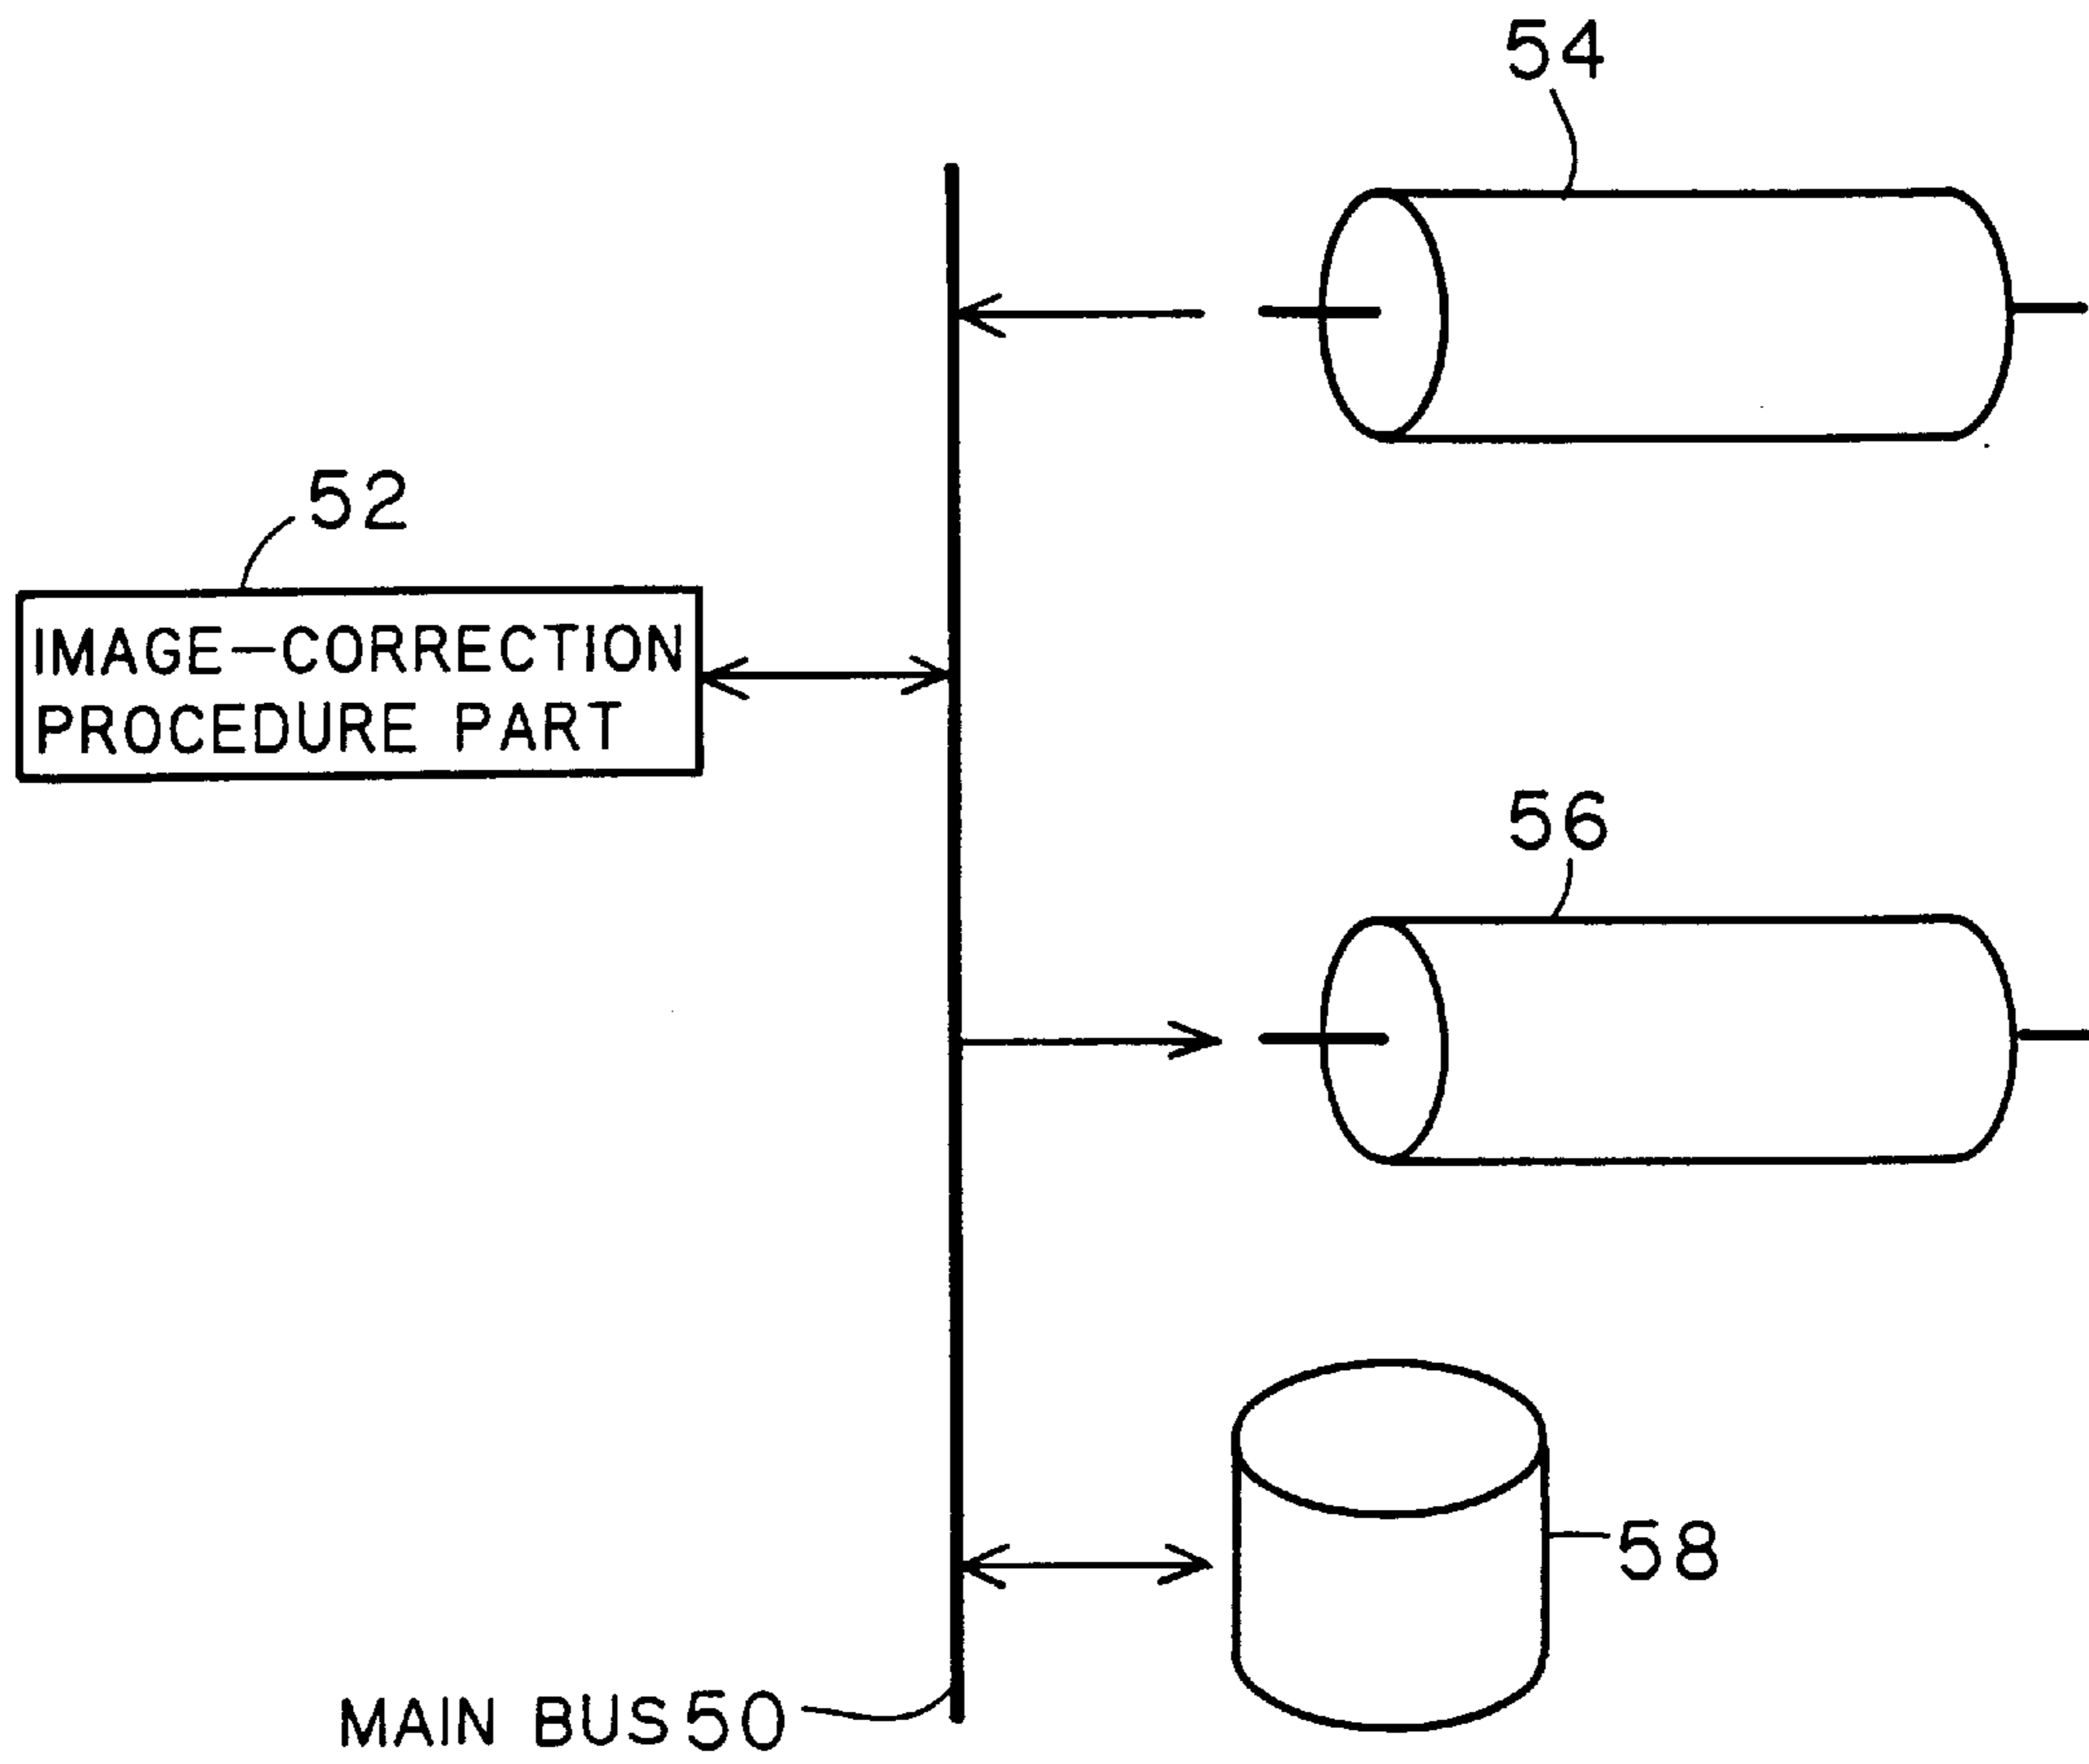 54
52
IMAGE-CORRECTION
PROCEDURE PART
56
58
MAIN BUS 50